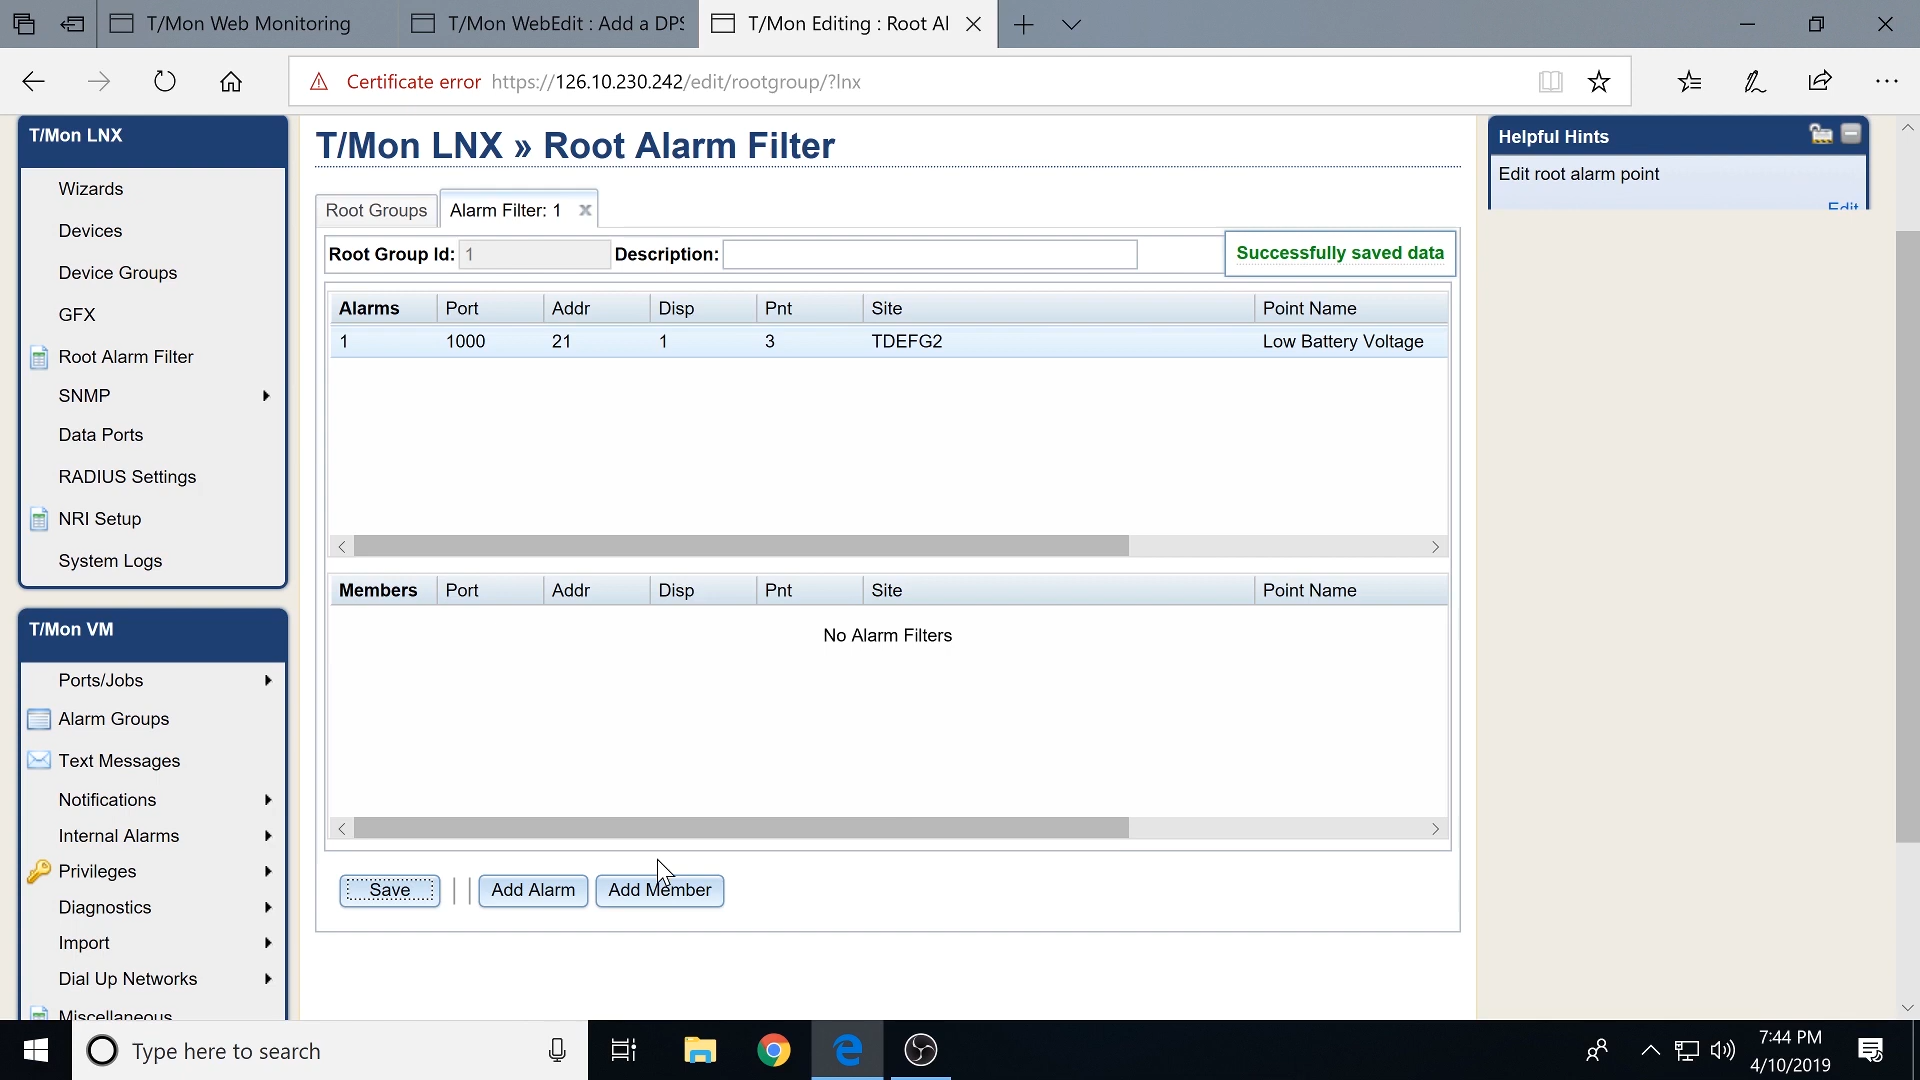 T/Mon Web Monitoring
T/Mon WebEdit : Add a DPS
T/Mon Editing : Root Al
Certificate error https://126.10.230.242/edit/rootgroup/?lnx
T/Mon LNX
Wizards
Devices
Device Groups
GFX
Root Alarm Filter
SNMP
Data Ports
RADIUS Settings
NRI Setup
System Logs
T/Mon VM
Ports/Jobs
Alarm Groups
Text Messages
Notifications
Internal Alarms
Privileges
Diagnostics
Import
Dial Up Networks
Miscellaneous
T/Mon LNX » Root Alarm Filter
Root Groups
Alarm Filter: 1
Root Group Id: 1 Description:
Successfully saved data
Alarms Port Addr Disp Pnt Site Point Name
1 1000 21 1 3 TDEFG2 Low Battery Voltage
Members Port Addr Disp Pnt Site Point Name
No Alarm Filters
Save | | Add Alarm Add Member
Helpful Hints
Edit root alarm point
Edit
Type here to search
7:44 PM
4/10/2019